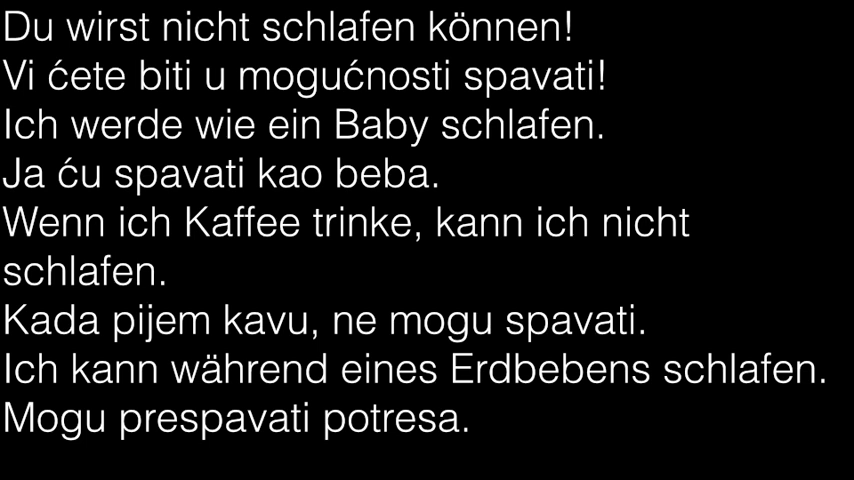 Du wirst nicht schlafen können!
Vi ćete biti u mogućnosti spavati!
Ich werde wie ein Baby schlafen.
Ja ću spavati kao beba.
Wenn ich Kaffee trinke, kann ich nicht
schlafen.
Kada pijem kavu, ne mogu spavati.
Ich kann während eines Erdbebens schlafen.
Mogu prespavati potresa.